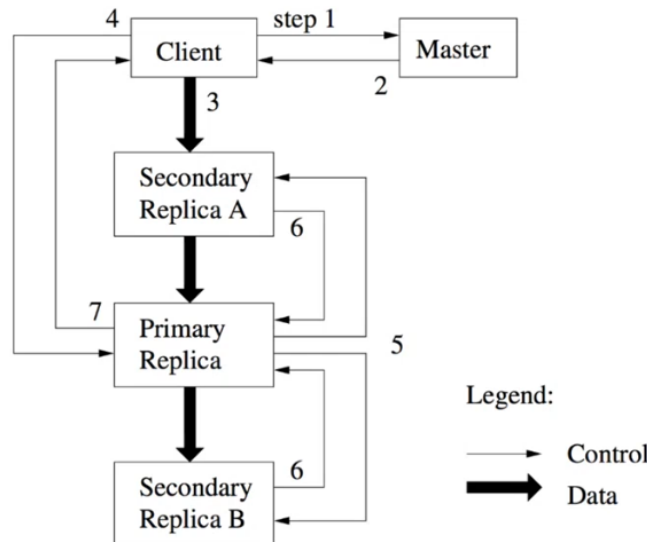 4
step 1
Client
Master
2
3
Secondary
Replica A
6
7
Primary
Replica
5
Legend:
Control
6
Secondary
Replica B
Data